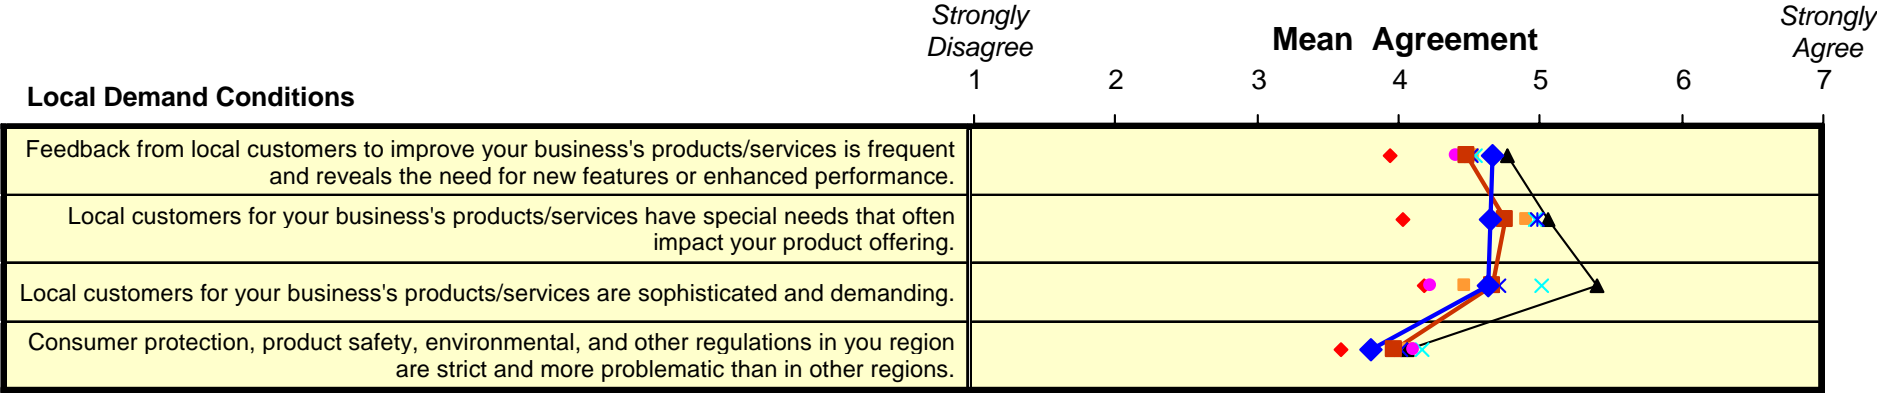 Strongly Disagree
Mean Agreement
Strongly Agree
1 2 3 4 5 6 7
Local Demand Conditions
Feedback from local customers to improve your business's products/services is frequent
and reveals the need for new features or enhanced performance.
Local customers for your business's products/services have special needs that often
impact your product offering.
Local customers for your business's products/services are sophisticated and demanding.
Consumer protection, product safety, environmental, and other regulations in you region
are strict and more problematic than in other regions.